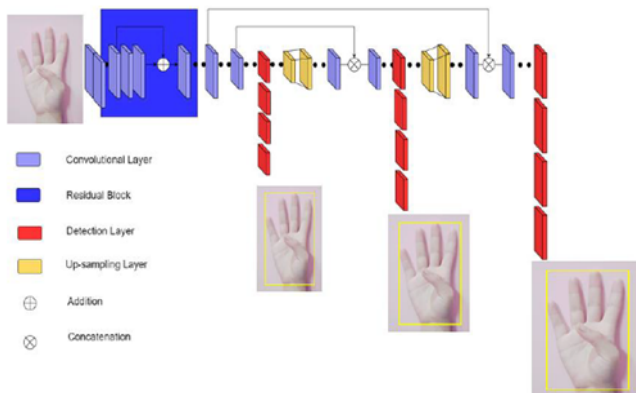 Convolutional Layer
Residual Block
Detection Layer
Up-sampling Layer
Addition
Concatenation